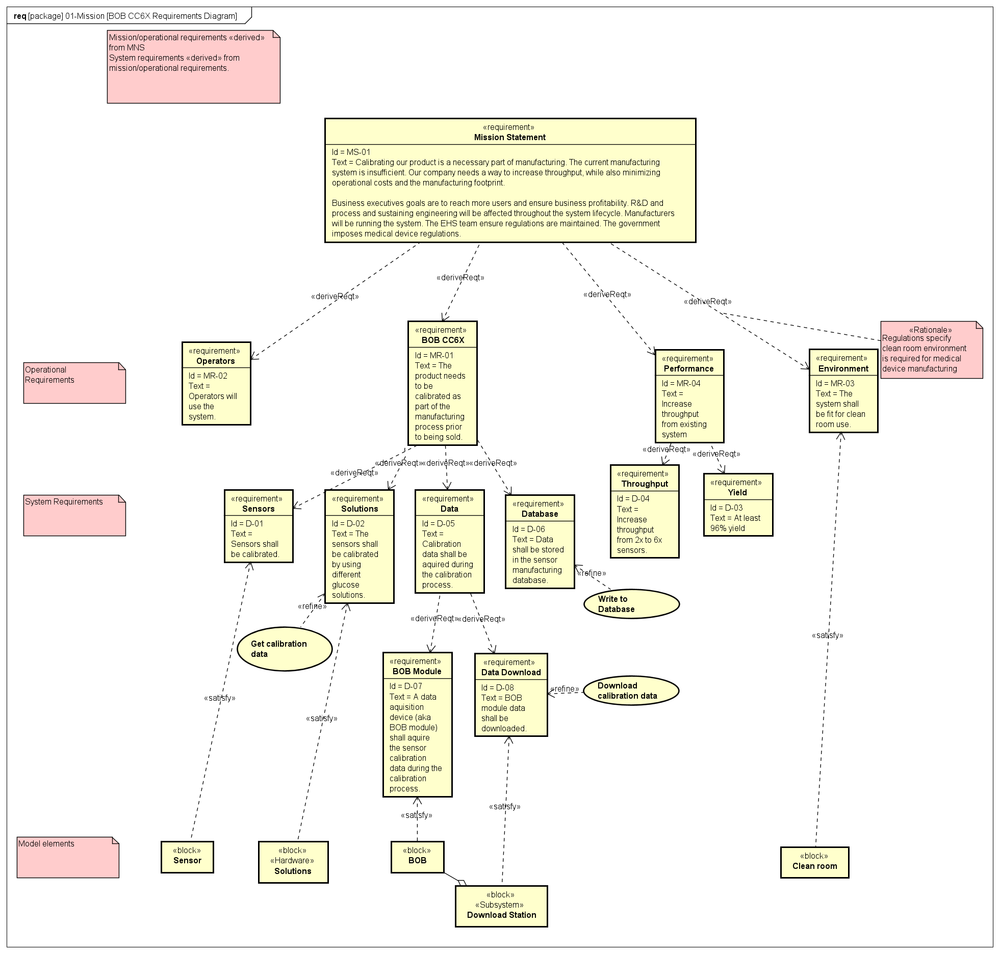 req [package] 01-Mission [BOB CC6X Requirements Diagram]
Mission/operational requirements «derived»
from MNS
System requirements «derived» from
mission/operational requirements.
«requirement»
Mission Statement
Id = MS-01
Text = Calibrating our product is a necessary part of manufacturing. The current manufacturing
system is insufficient. Our company needs a way to increase throughput, while also minimizing
operational costs and the manufacturing footprint.
Business executives goals are to reach more users and ensure business profitability. R&D and
process and sustaining engineering will be affected throughout the system lifecycle. Manufacturers
will be running the system. The EHS team ensure regulations are maintained. The government
imposes medical device regulations.
«deriveReqt»
«deriveReqt»
«deriveReqt»
«deriveReqt»
Operational
Requirements
«requirement»
Operators
Id = MR-02
Text =
Operators will
use the
system.
«requirement»
BOB CC6X
Id = MR-01
Text = The
product needs
to be
calibrated as
part of the
manufacturing
process prior
to being sold.
«requirement»
Performance
Id = MR-04
Text =
Increase
throughput
from existing
system
«requirement»
Environment
Id = MR-03
Text = The
system shall
be fit for clean
room use.
«Rationale»
Regulations specify
clean room environment
is required for medical
device manufacturing
«deriveReqt»
«deriveReqt»
«deriveReqt»
«deriveReqt»
«deriveReqt»
«deriveReqt»
System Requirements
«requirement»
Sensors
Id = D-01
Text =
Sensors shall
be calibrated.
«requirement»
Solutions
Id = D-02
Text = The
sensors shall
be calibrated
by using
different
glucose
solutions.
«requirement»
Data
Id = D-05
Text =
Calibration
data shall be
aquired during
the calibration
process.
«requirement»
Database
Id = D-06
Text = Data
shall be stored
in the sensor
manufacturing
database.
«requirement»
Throughput
Id = D-04
Text =
Increase
throughput
from 2x to 6x
sensors.
«requirement»
Yield
Id = D-03
Text = At least
96% yield
«refine»
Write to
Database
«refine»
Get calibration
data
«deriveReqt»
«deriveReqt»
«satisfy»
«requirement»
BOB Module
Id = D-07
Text = A data
aquisition
device (aka
BOB module)
shall aquire
the sensor
calibration
data during the
calibration
process.
«requirement»
Data Download
Id = D-08
Text = BOB
module data
shall be
downloaded.
«refine»
Download
calibration data
«satisfy»
«satisfy»
«satisfy»
«satisfy»
Model elements
«block»
Sensor
«block»
«Hardware»
Solutions
«block»
BOB
«block»
«Subsystem»
Download Station
«block»
Clean room